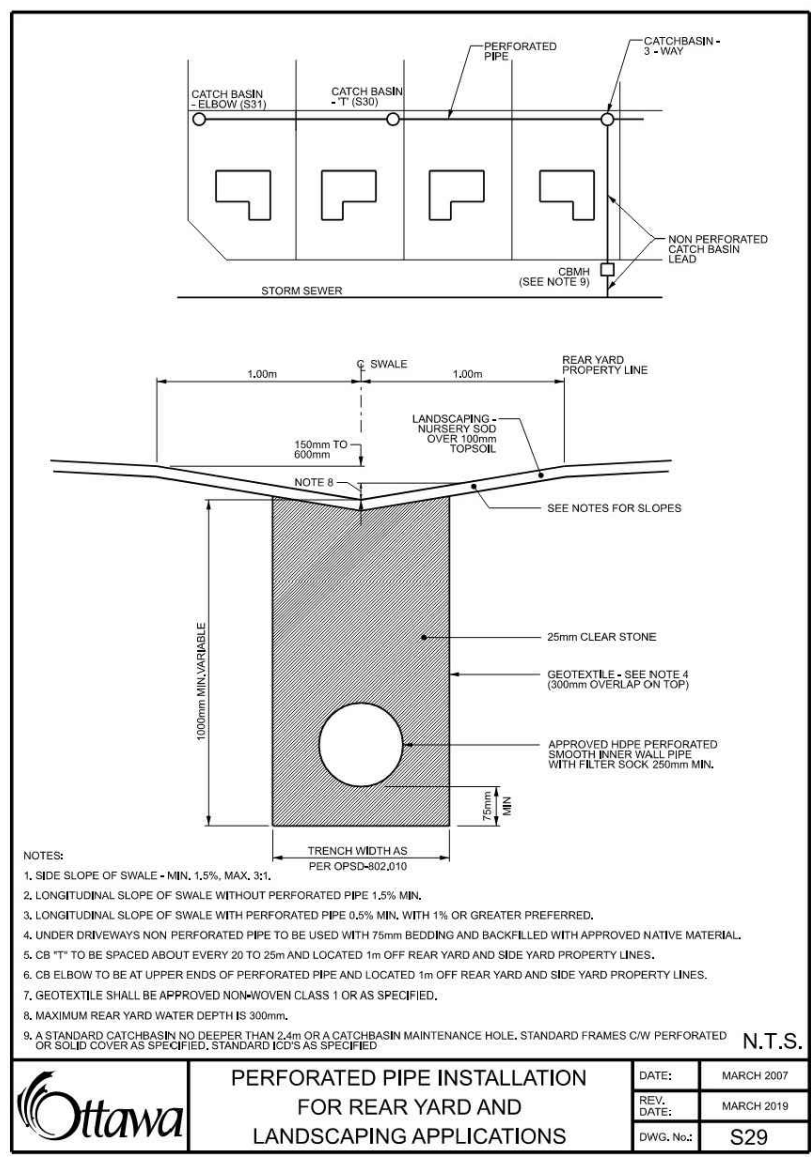 PERFORATED
PIPE
CATCHBASIN -
3 - WAY
CATCH BASIN
- ELBOW (S31)
CATCH BASIN
- 'T' (S30)
NON PERFORATED
CATCH BASIN
LEAD
CBMH
(SEE NOTE 9)
STORM SEWER
℄ SWALE
1.00m
1.00m
REAR YARD
PROPERTY LINE
LANDSCAPING -
NURSERY SOD
OVER 100mm
TOPSOIL
150mm TO
600mm
NOTE 8
SEE NOTES FOR SLOPES
1000mm MIN.VARIABLE
25mm CLEAR STONE
GEOTEXTILE - SEE NOTE 4
(300mm OVERLAP ON TOP)
APPROVED HDPE PERFORATED
SMOOTH INNER WALL PIPE
WITH FILTER SOCK 250mm MIN.
75mm
MIN
TRENCH WIDTH AS
PER OPSD-802.010
NOTES:
1. SIDE SLOPE OF SWALE - MIN. 1.5%, MAX. 3:1.
2. LONGITUDINAL SLOPE OF SWALE WITHOUT PERFORATED PIPE 1.5% MIN.
3. LONGITUDINAL SLOPE OF SWALE WITH PERFORATED PIPE 0.5% MIN. WITH 1% OR GREATER PREFERRED.
4. UNDER DRIVEWAYS NON PERFORATED PIPE TO BE USED WITH 75mm BEDDING AND BACKFILLED WITH APPROVED NATIVE MATERIAL.
5. CB "T" TO BE SPACED ABOUT EVERY 20 TO 25m AND LOCATED 1m OFF REAR YARD AND SIDE YARD PROPERTY LINES.
6. CB ELBOW TO BE AT UPPER ENDS OF PERFORATED PIPE AND LOCATED 1m OFF REAR YARD AND SIDE YARD PROPERTY LINES.
7. GEOTEXTILE SHALL BE APPROVED NON-WOVEN CLASS 1 OR AS SPECIFIED.
8. MAXIMUM REAR YARD WATER DEPTH IS 300mm.
9. A STANDARD CATCHBASIN NO DEEPER THAN 2.4m OR A CATCHBASIN MAINTENANCE HOLE. STANDARD FRAMES C/W PERFORATED
OR SOLID COVER AS SPECIFIED. STANDARD ICD'S AS SPECIFIED
N.T.S.
Ottawa
PERFORATED PIPE INSTALLATION
FOR REAR YARD AND
LANDSCAPING APPLICATIONS
DATE: MARCH 2007
REV.
DATE: MARCH 2019
DWG. No.: S29